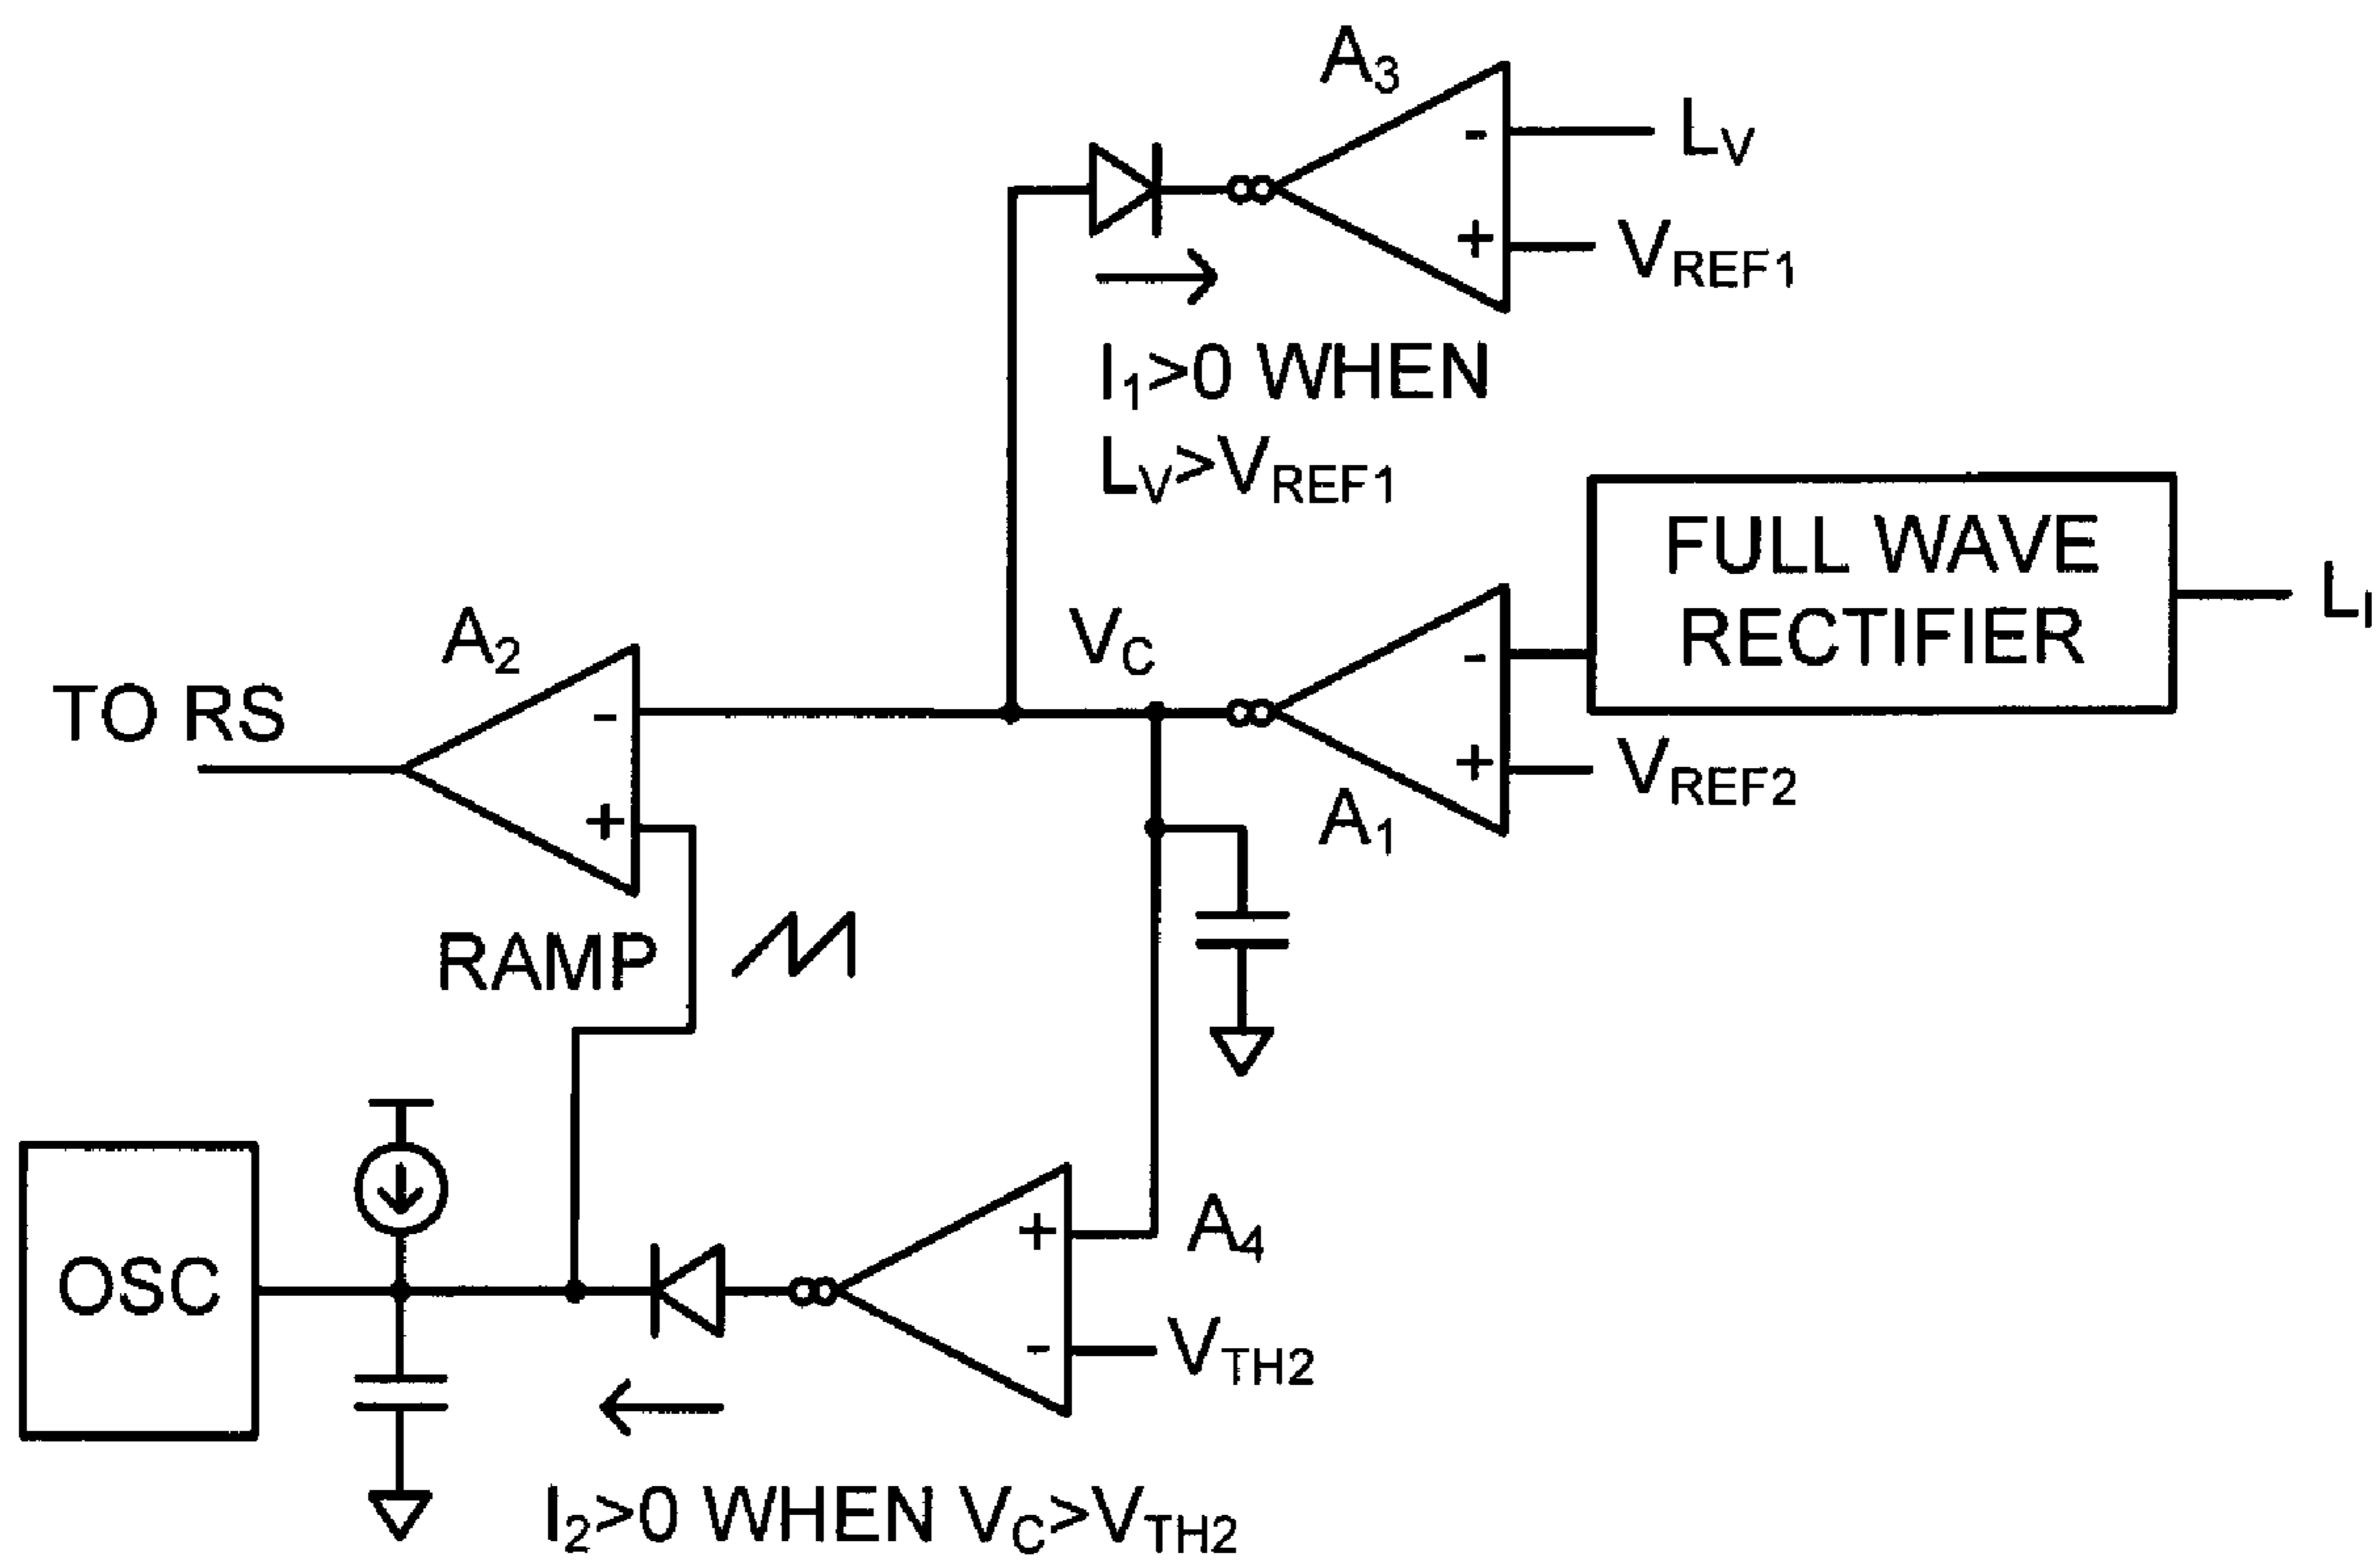 A3
- LV
+ VREF1
I1>0 WHEN
LV>VREF1
FULL WAVE
RECTIFIER
LI
A2
VC
-
TO RS
-
+ VREF2
A1
+
RAMP
A4
+
OSC
- VTH2
I2>0 WHEN VC>VTH2